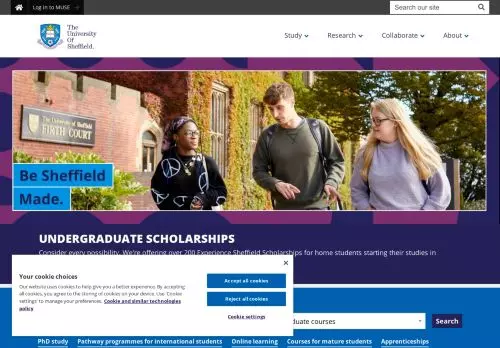 Log in to MUSE
Search our site
The
University
Of
Sheffield.
Study
Research
Collaborate
About
The University of Sheffield
FIRTH COURT
Be Sheffield
Made.
UNDERGRADUATE SCHOLARSHIPS
Consider every possibility. We're offering over 200 Experience Sheffield Scholarships for home students starting their studies in
Your cookie choices
Our website uses cookies to help give you a better experience. By
accepting all cookies, you agree to the storing of cookies on your device. Use Cookie
settings to manage your preferences. Cookie and similar technologies
policy
Accept all cookies
Reject all cookies
Cookie settings
duate courses
Search
PhD study
Pathway programmes for international students
Online learning
Courses for mature students
Apprenticeships